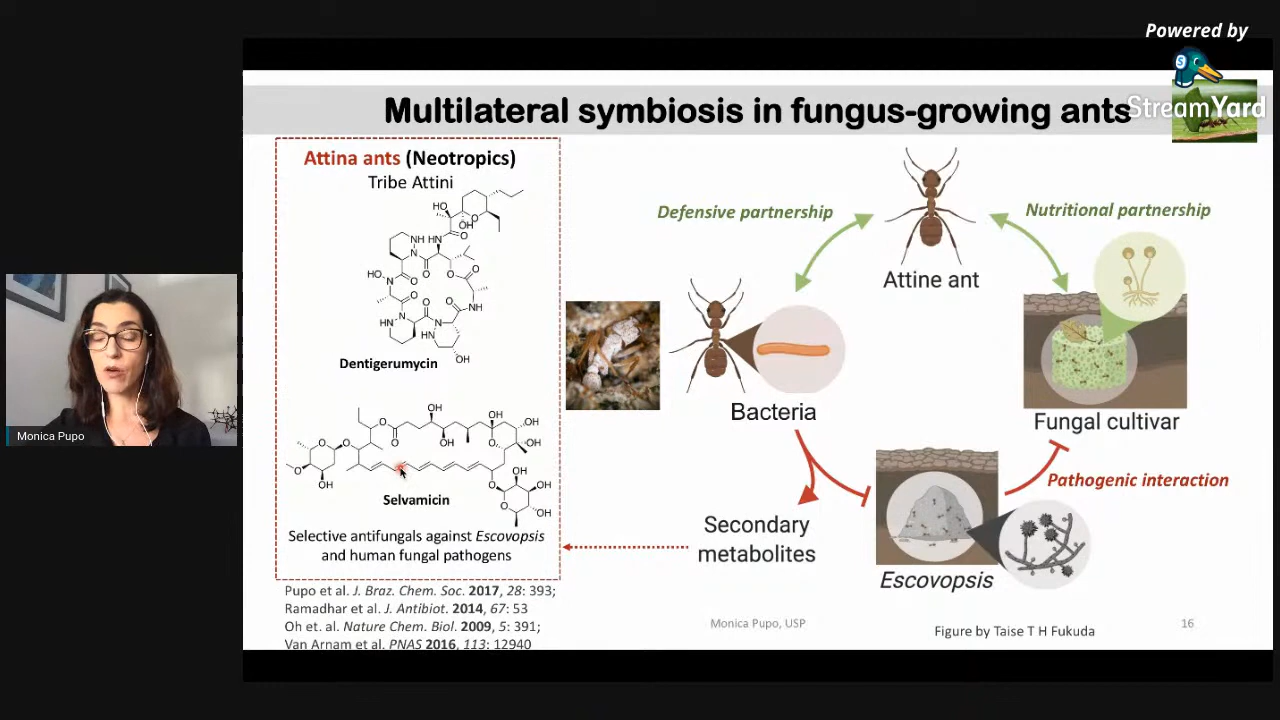 Powered by
StreamYard
Multilateral symbiosis in fungus-growing ants
Attina ants (Neotropics)
Tribe Attini
Dentigerumycin
Selvamicin
Selective antifungals against Escovopsis
and human fungal pathogens
Pupo et al. J. Braz. Chem. Soc. 2017, 28: 393;
Ramadhar et al. J. Antibiot. 2014, 67: 53
Oh et. al. Nature Chem. Biol. 2009, 5: 391;
Van Arnam et al. PNAS 2016, 113: 12940
Defensive partnership
Nutritional partnership
Attine ant
Bacteria
Fungal cultivar
Pathogenic interaction
Secondary
metabolites
Escovopsis
Monica Pupo, USP
Figure by Taise T H Fukuda
16
Monica Pupo